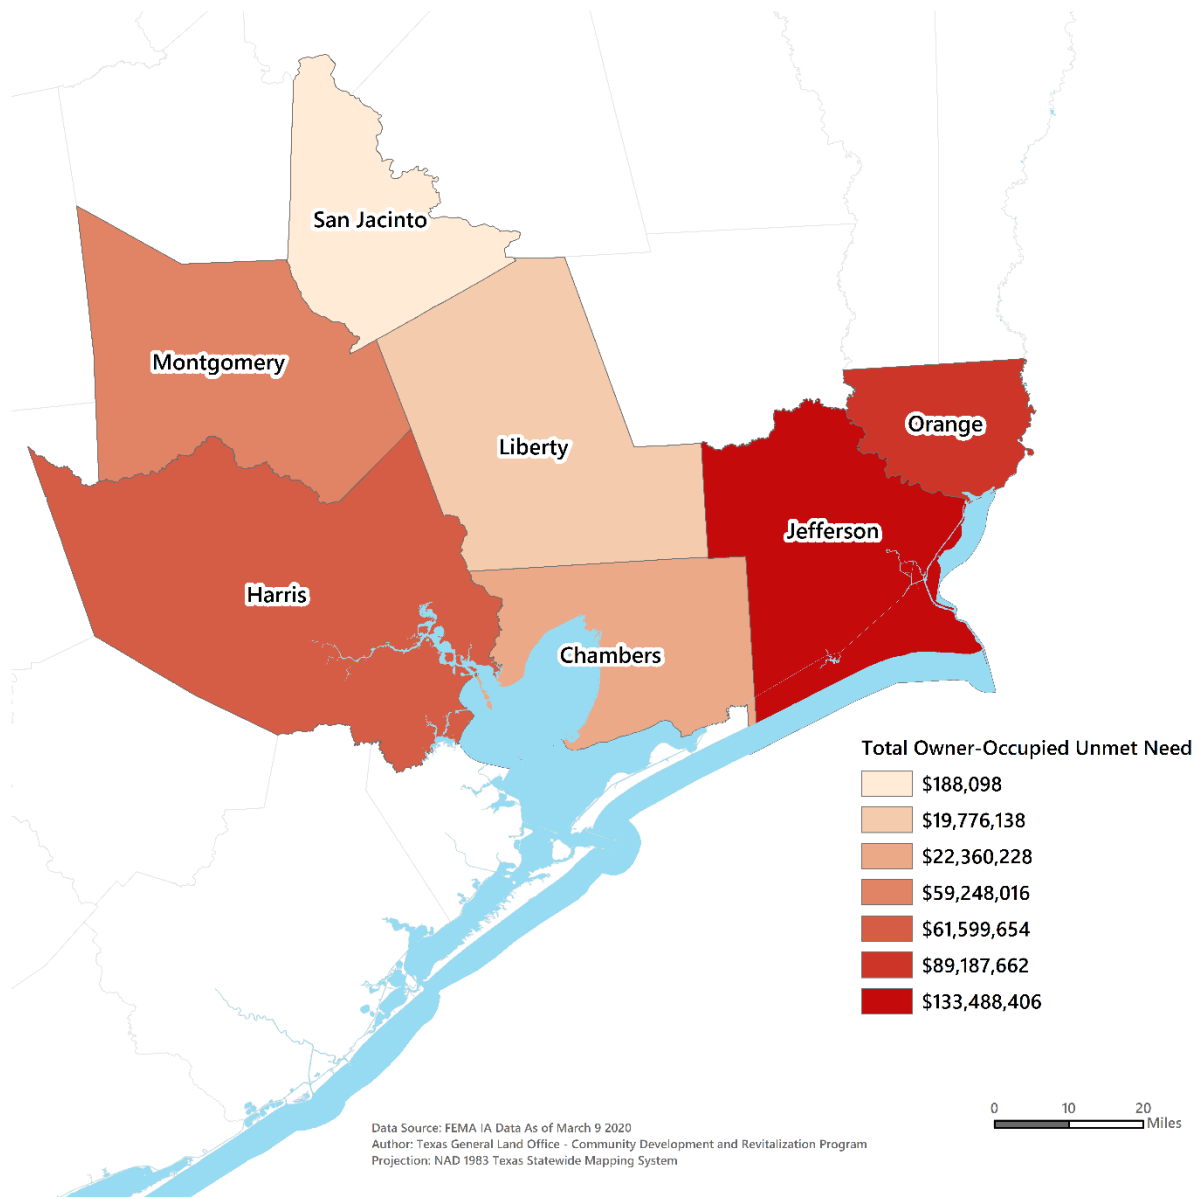 San Jacinto
Montgomery
Orange
Liberty
Jefferson
Harris
Chambers
Total Owner-Occupied Unmet Need
$188,098
$19,776,138
$22,360,228
$59,248,016
$61,599,654
$89,187,662
$133,488,406
0 10 20
Miles
Data Source: FEMA IA Data As of March 9 2020
Author: Texas General Land Office - Community Development and Revitalization Program
Projection: NAD 1983 Texas Statewide Mapping System